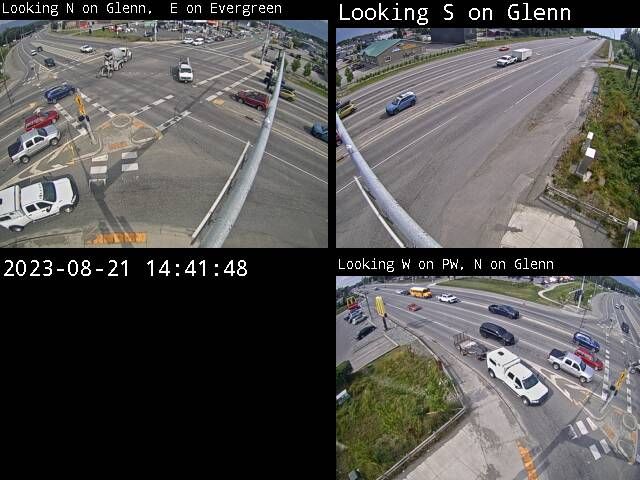 Looking N on Glenn,  E on Evergreen
Looking S on Glenn
2023-08-21 14:41:48
Looking W on PW, N on Glenn